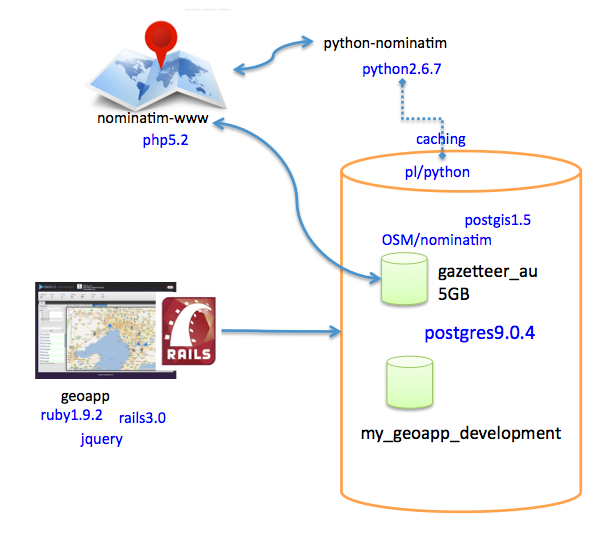 python-nominatim
python2.6.7
nominatim-www
php5.2
caching
pl/python
postgis1.5
OSM/nominatim
gazetteer_au
5GB
postgres9.0.4
RAILS
geoapp
ruby1.9.2
rails3.0
jquery
my_geoapp_development